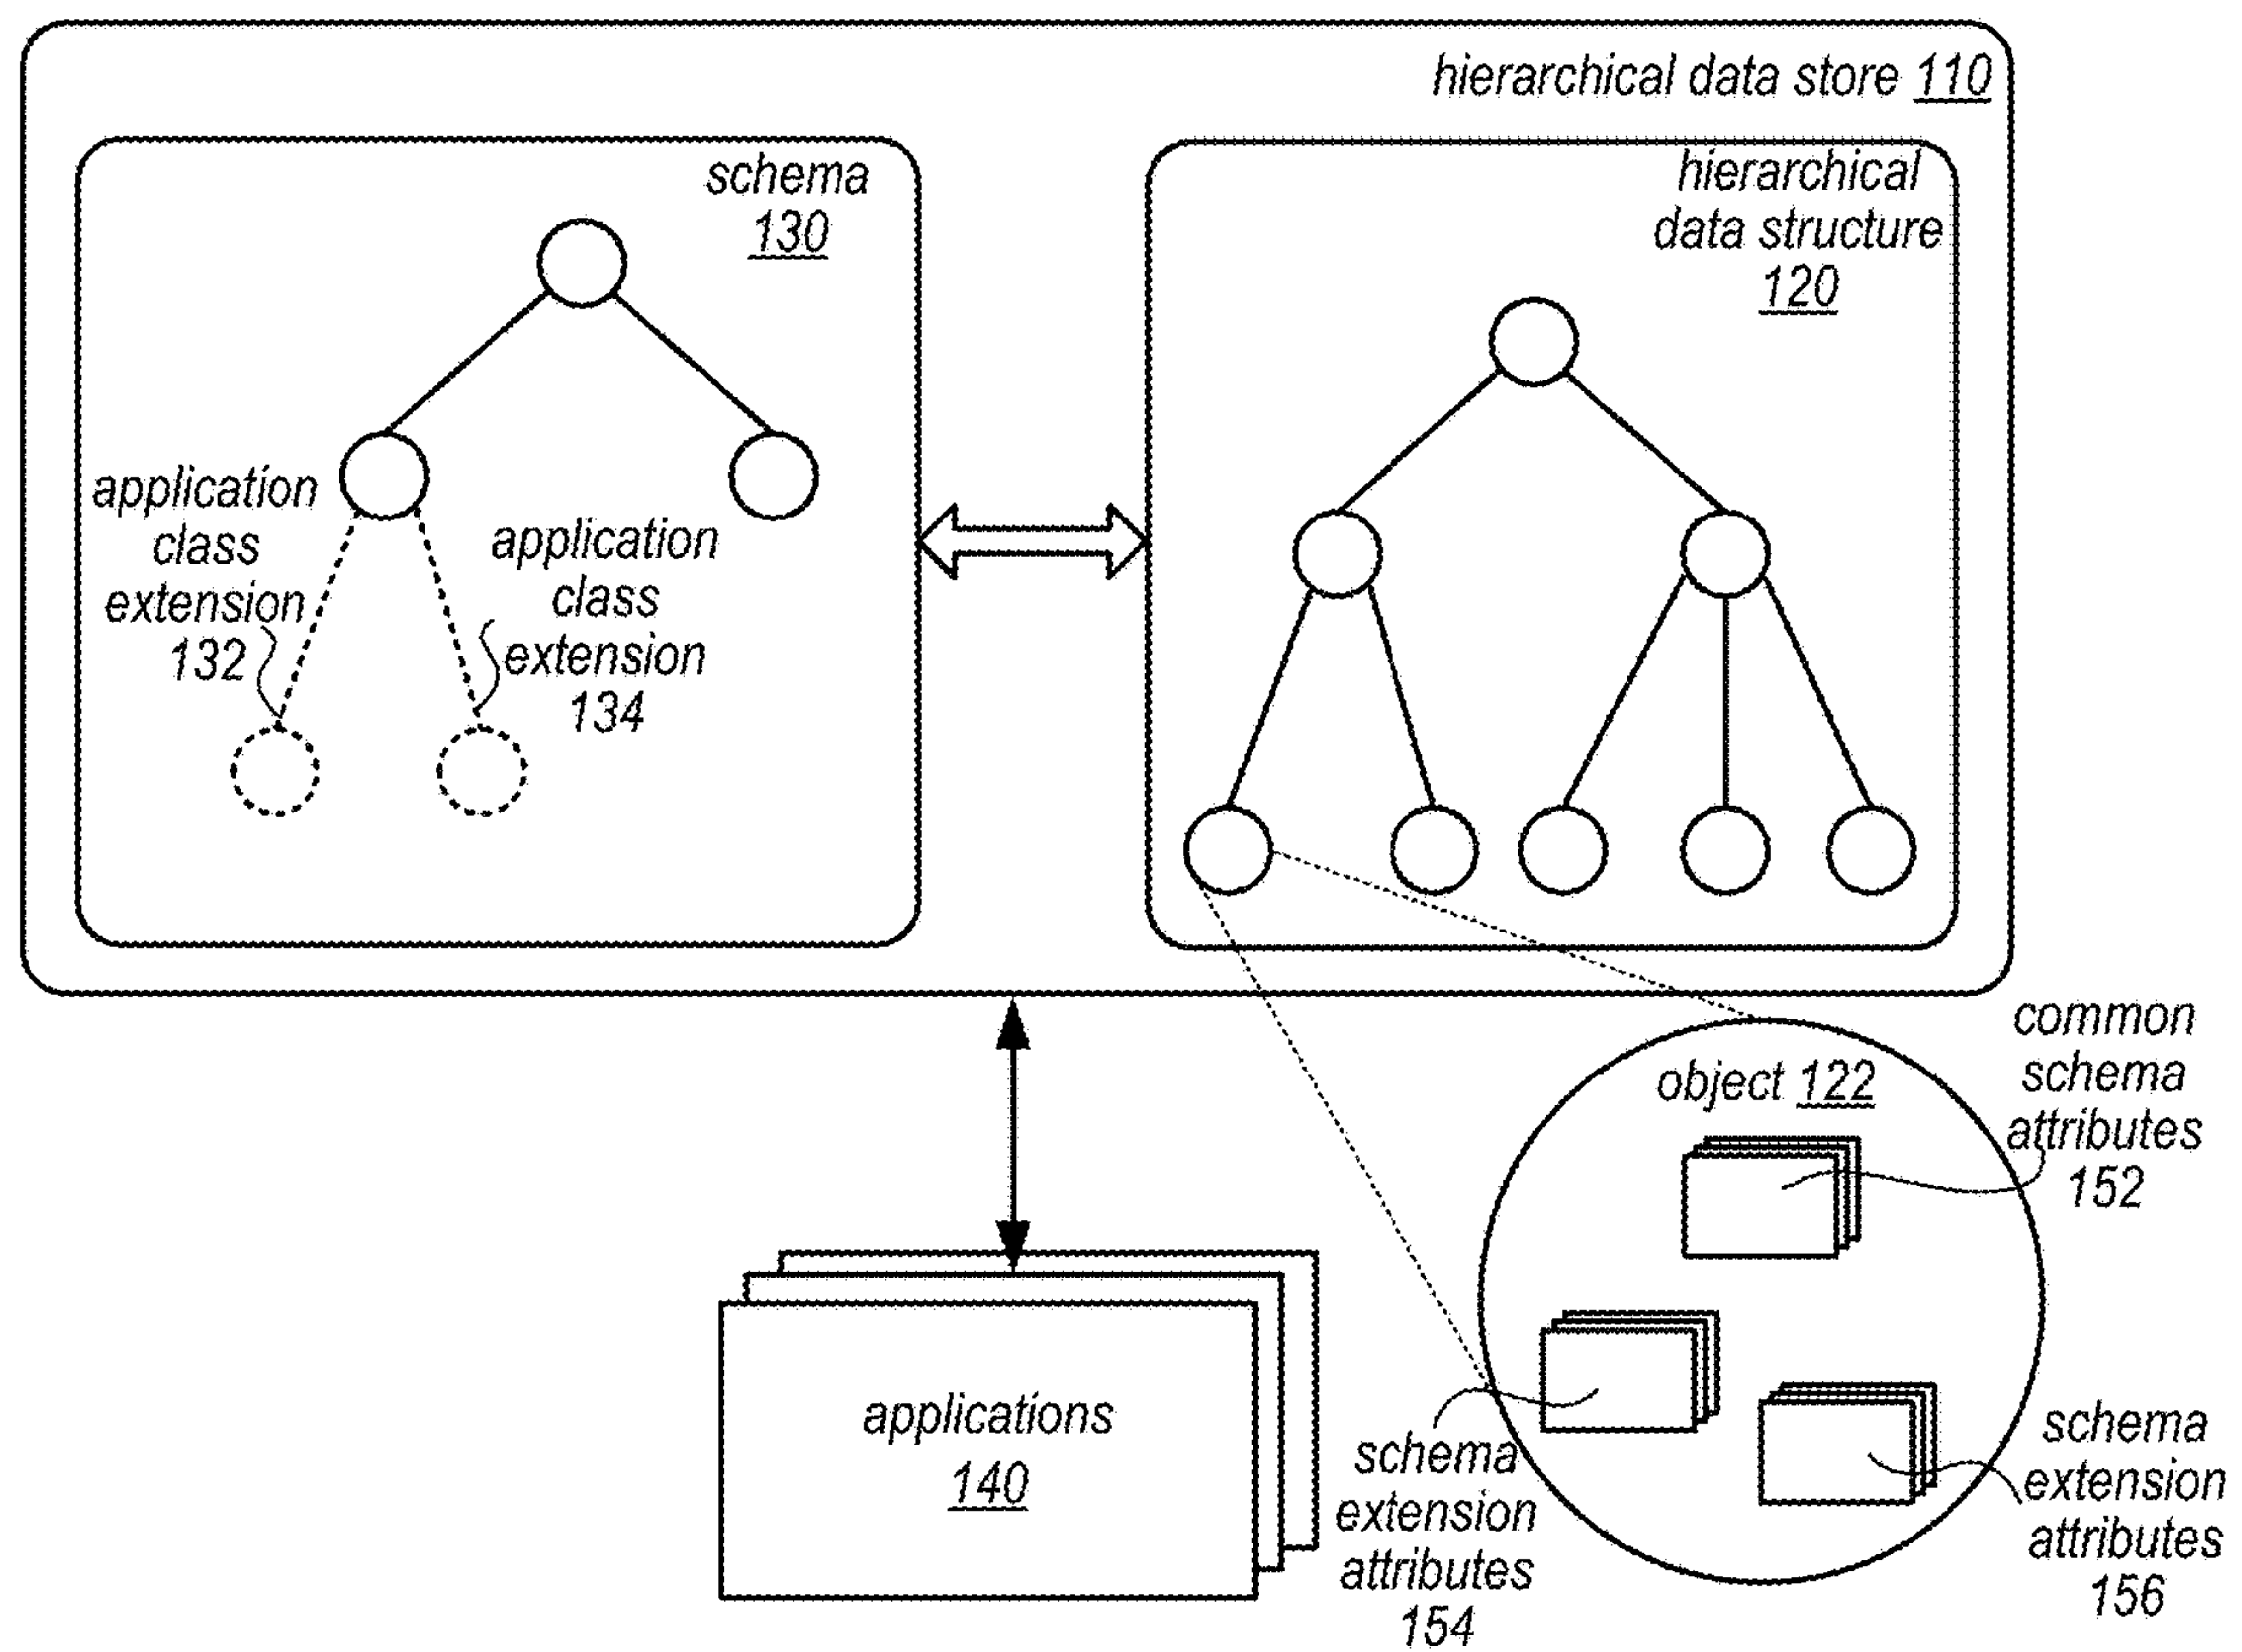 hierarchical data store 110
schema
130
hierarchical
data structure
120
application
class
extension
132
application
class
extension
134
common
schema
attributes
152
object 122
applications
140
schema
extension
attributes
154
schema
extension
attributes
156